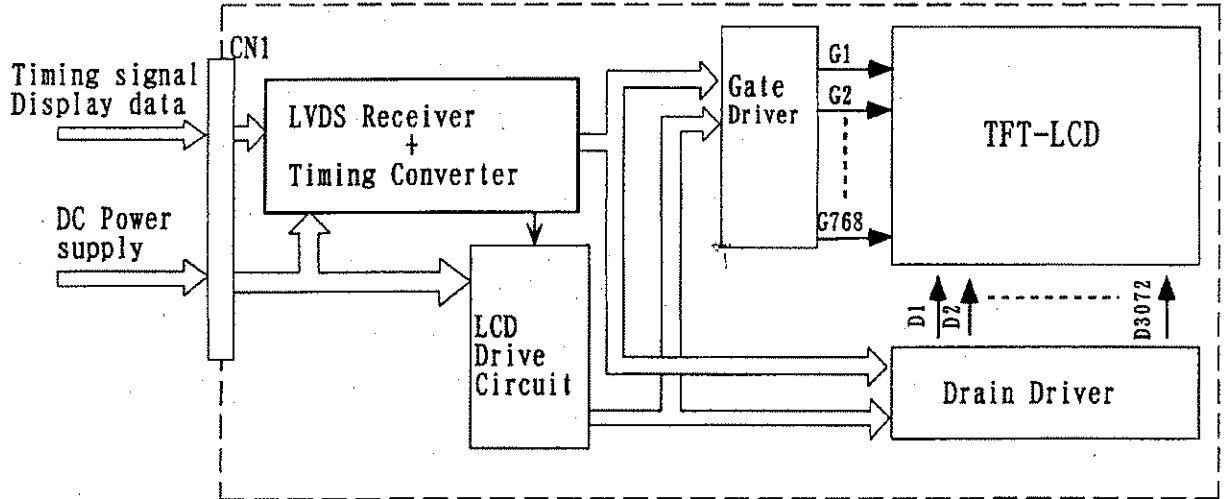 CN1
Timing signal
Display data
LVDS Receiver
+
Timing Converter
DC Power
supply
LCD
Drive
Circuit
Gate
Driver
G1
G2
G768
TFT-LCD
D1
D2
D3072
Drain Driver